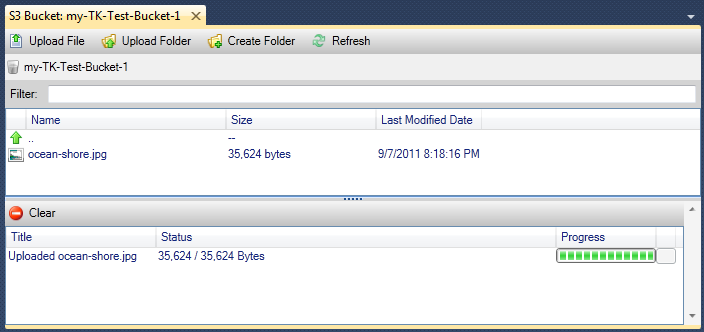 S3 Bucket: my-TK-Test-Bucket-1
Upload File Upload Folder Create Folder Refresh
my-TK-Test-Bucket-1
Filter:
Name Size Last Modified Date
.. --
ocean-shore.jpg 35,624 bytes 9/7/2011 8:18:16 PM
Clear
Title Status Progress
Uploaded ocean-shore.jpg 35,624 / 35,624 Bytes